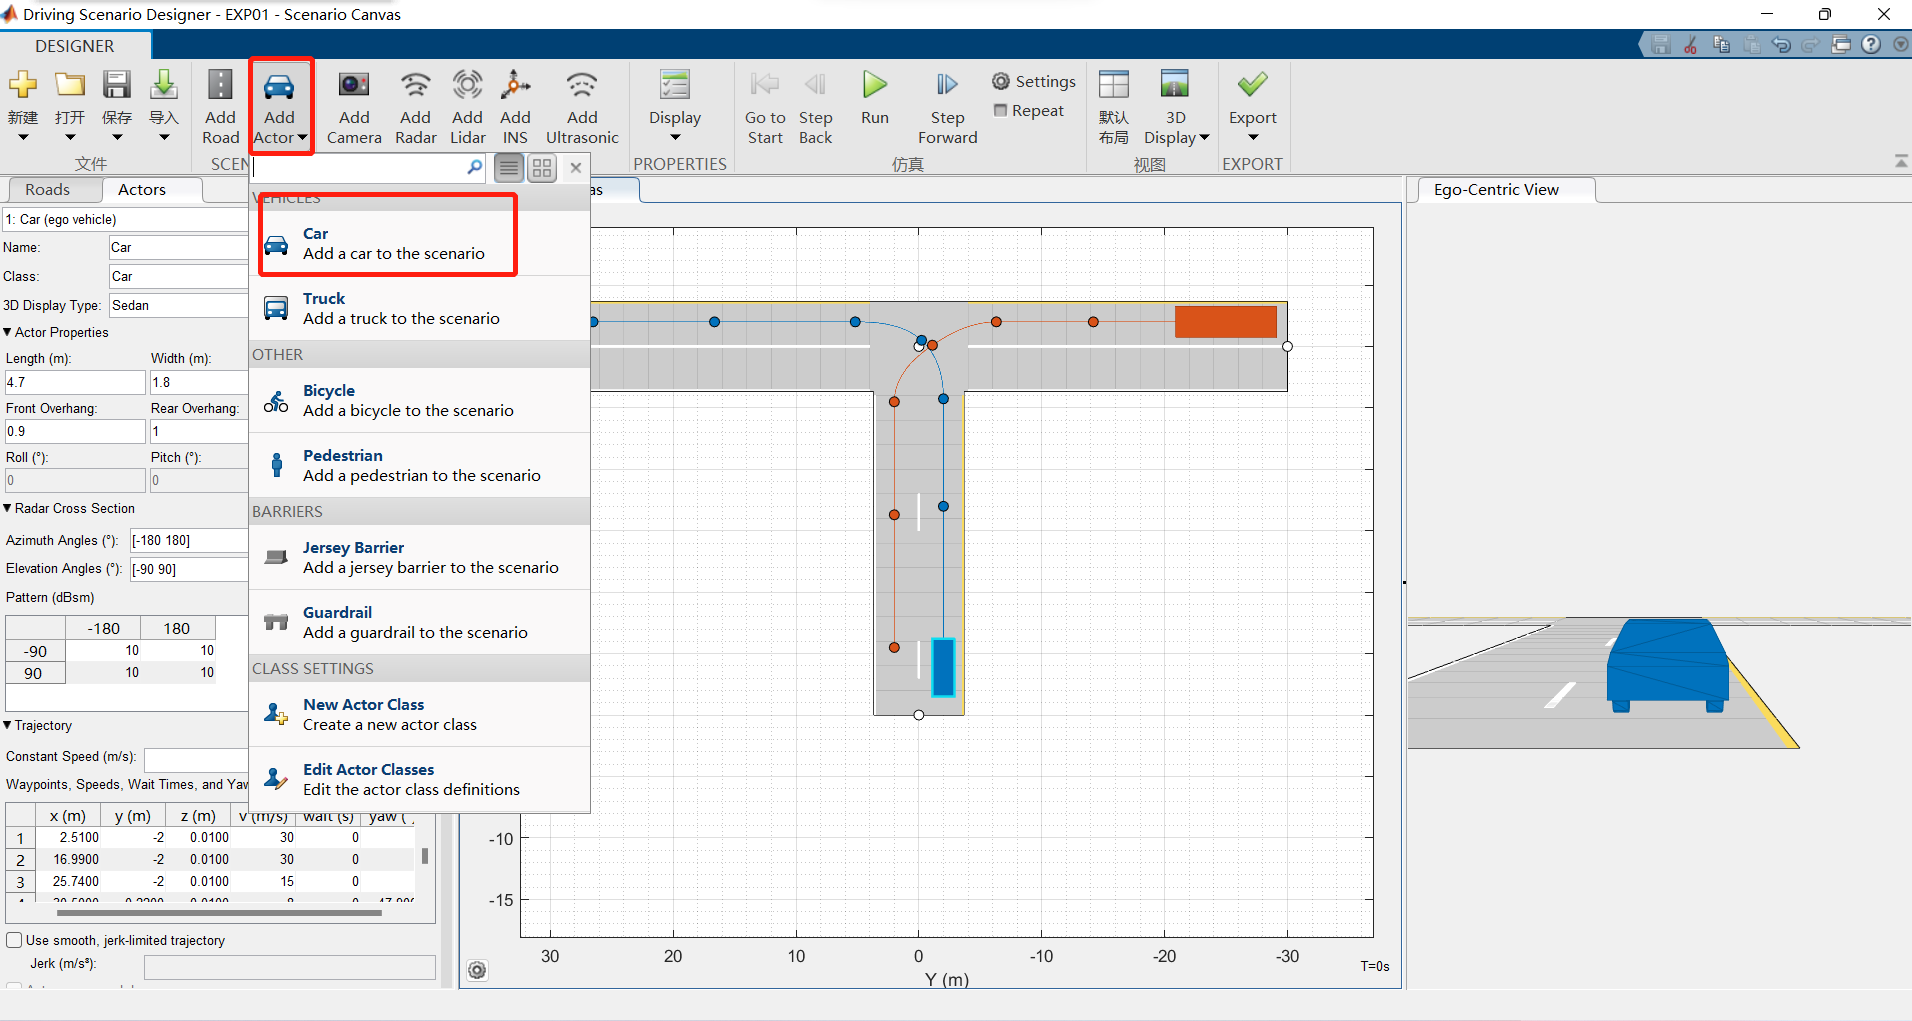 Driving Scenario Designer - EXP01 - Scenario Canvas
DESIGNER
新建
打开
保存
导入
文件
Add Road
Add Actor
Add Camera
Add Radar
Add Lidar
Add INS
Add Ultrasonic
SCEN
Display
PROPERTIES
Go to Start
Step Back
Run
Step Forward
Settings
Repeat
仿真
默认布局
3D Display
视图
Export
EXPORT
Roads
Actors
1: Car (ego vehicle)
Name:
Car
Class:
Car
3D Display Type:
Sedan
Actor Properties
Length (m):
Width (m):
4.7
1.8
Front Overhang:
Rear Overhang:
0.9
1
Roll (°):
Pitch (°):
0
0
Radar Cross Section
Azimuth Angles (°):
[-180 180]
Elevation Angles (°):
[-90 90]
Pattern (dBsm)
-180 180
-90 10 10
90 10 10
Trajectory
Constant Speed (m/s):
Waypoints, Speeds, Wait Times, and Yaw
x (m) y (m) z (m) v (m/s) wait (s) yaw (
1 2.5100 -2 0.0100 30 0
2 16.9900 -2 0.0100 30 0
3 25.7400 -2 0.0100 15 0
Use smooth, jerk-limited trajectory
Jerk (m/s³):
VEHICLES
Car
Add a car to the scenario
Truck
Add a truck to the scenario
OTHER
Bicycle
Add a bicycle to the scenario
Pedestrian
Add a pedestrian to the scenario
BARRIERS
Jersey Barrier
Add a jersey barrier to the scenario
Guardrail
Add a guardrail to the scenario
CLASS SETTINGS
New Actor Class
Create a new actor class
Edit Actor Classes
Edit the actor class definitions
as
-10
-15
30 20 10 0 -10 -20 -30
Y (m)
T=0s
Ego-Centric View